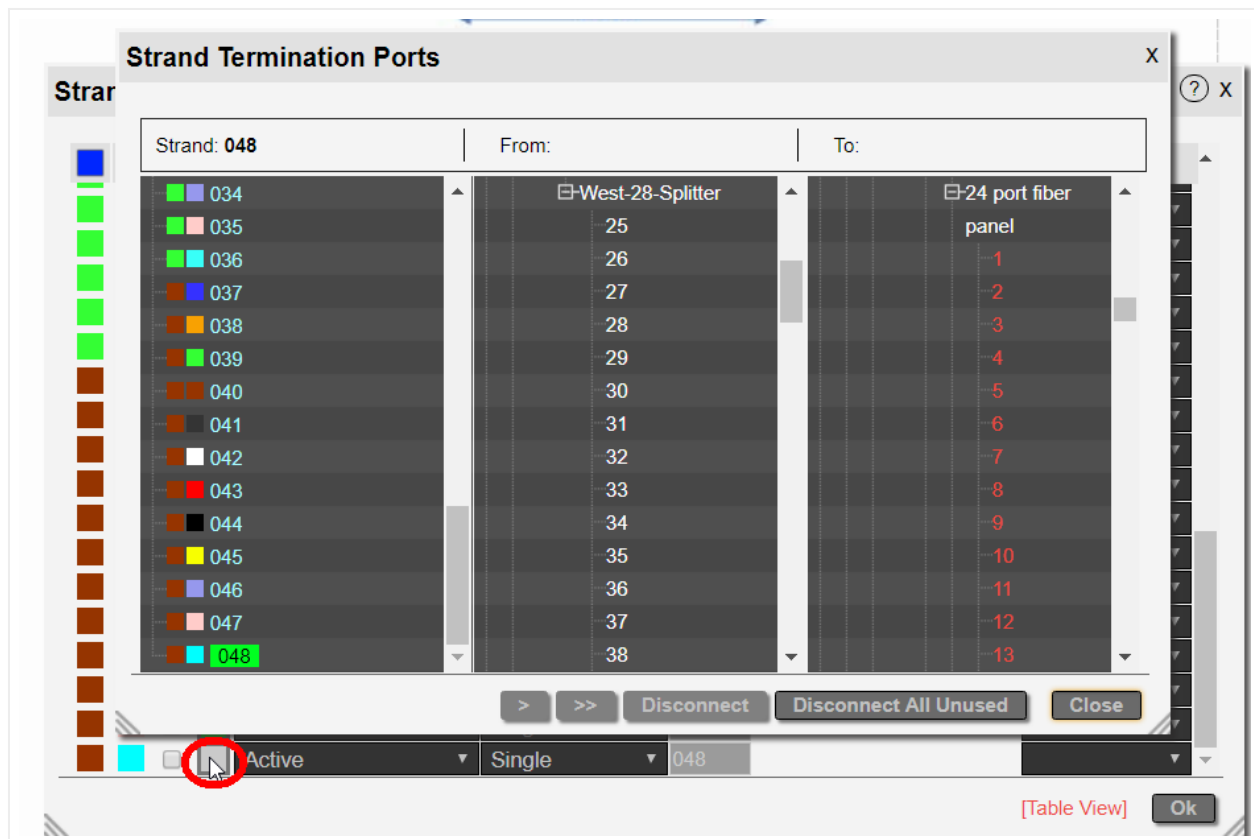 Strand Termination Ports X
Strar ? X
Strand: 048 From: To:
034 West-28-Splitter 24 port fiber
035 25 panel
036 26 1
037 27 2
038 28 3
039 29 4
040 30 5
041 31 6
042 32 7
043 33 8
044 34 9
045 35 10
046 36 11
047 37 12
048 38 13
> >> Disconnect Disconnect All Unused Close
Active Single 048
[Table View] Ok